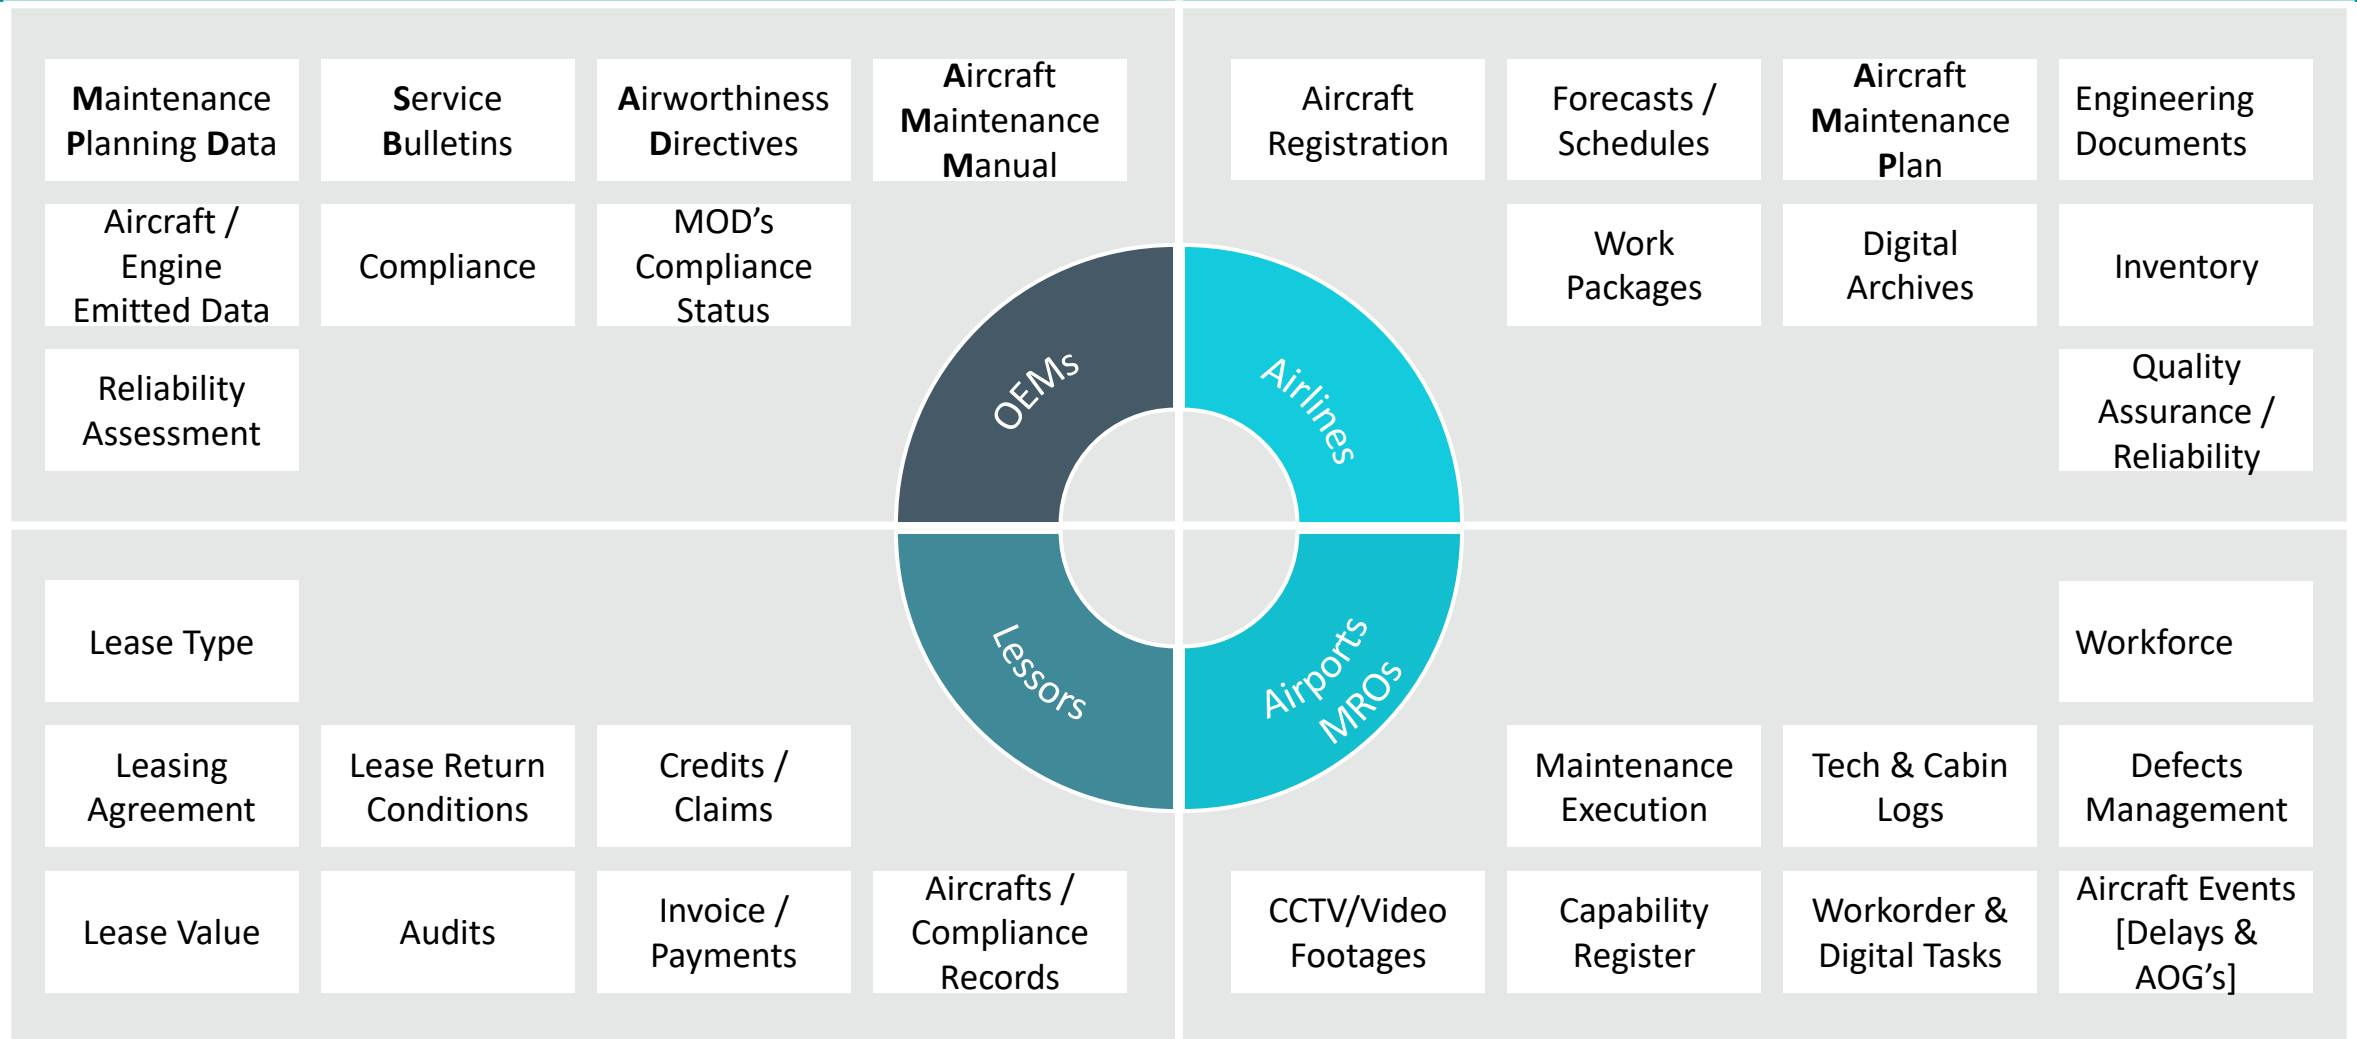 Maintenance
Planning Data
Service
Bulletins
Airworthiness
Directives
Aircraft
Maintenance
Manual
Aircraft /
Engine
Emitted Data
Compliance
MOD’s
Compliance
Status
Reliability
Assessment
OEMs
Aircraft
Registration
Forecasts /
Schedules
Aircraft
Maintenance
Plan
Engineering
Documents
Work
Packages
Digital
Archives
Inventory
Quality
Assurance /
Reliability
Airlines
Lease Type
Leasing
Agreement
Lease Return
Conditions
Credits /
Claims
Lease Value
Audits
Invoice /
Payments
Aircrafts /
Compliance
Records
Lessors
Airports
MROs
Workforce
Maintenance
Execution
Tech & Cabin
Logs
Defects
Management
CCTV/Video
Footages
Capability
Register
Workorder &
Digital Tasks
Aircraft Events
[Delays &
AOG’s]